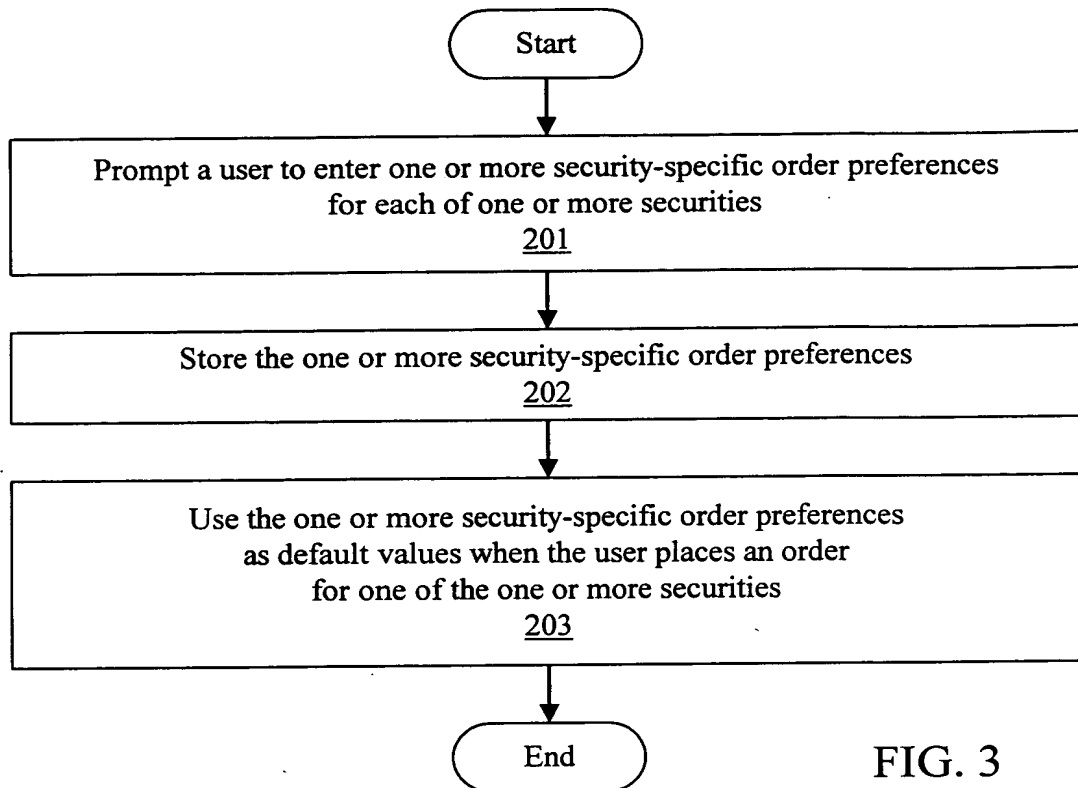 Start
Prompt a user to enter one or more security-specific order preferences
for each of one or more securities
201
Store the one or more security-specific order preferences
202
Use the one or more security-specific order preferences
as default values when the user places an order
for one of the one or more securities
203
End
FIG. 3